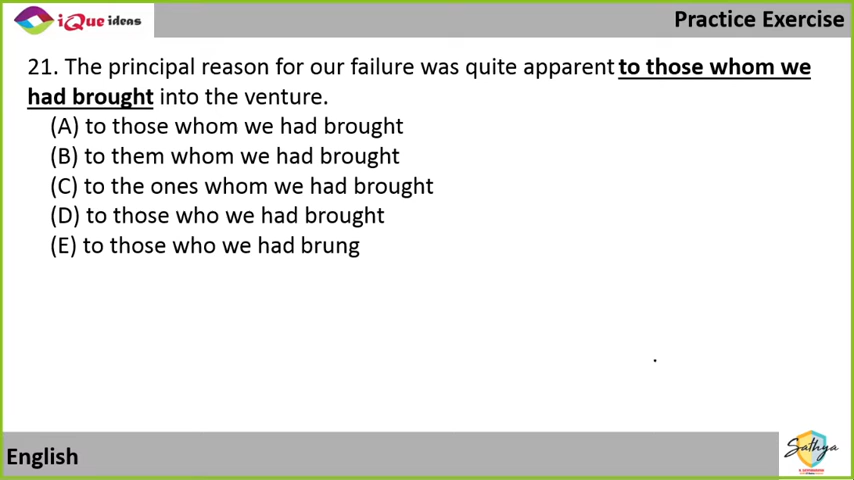 iQue ideas
Practice Exercise
21. The principal reason for our failure was quite apparent to those whom we
had brought into the venture.
(A) to those whom we had brought
(B) to them whom we had brought
(C) to the ones whom we had brought
(D) to those who we had brought
(E) to those who we had brung
English
Sathya